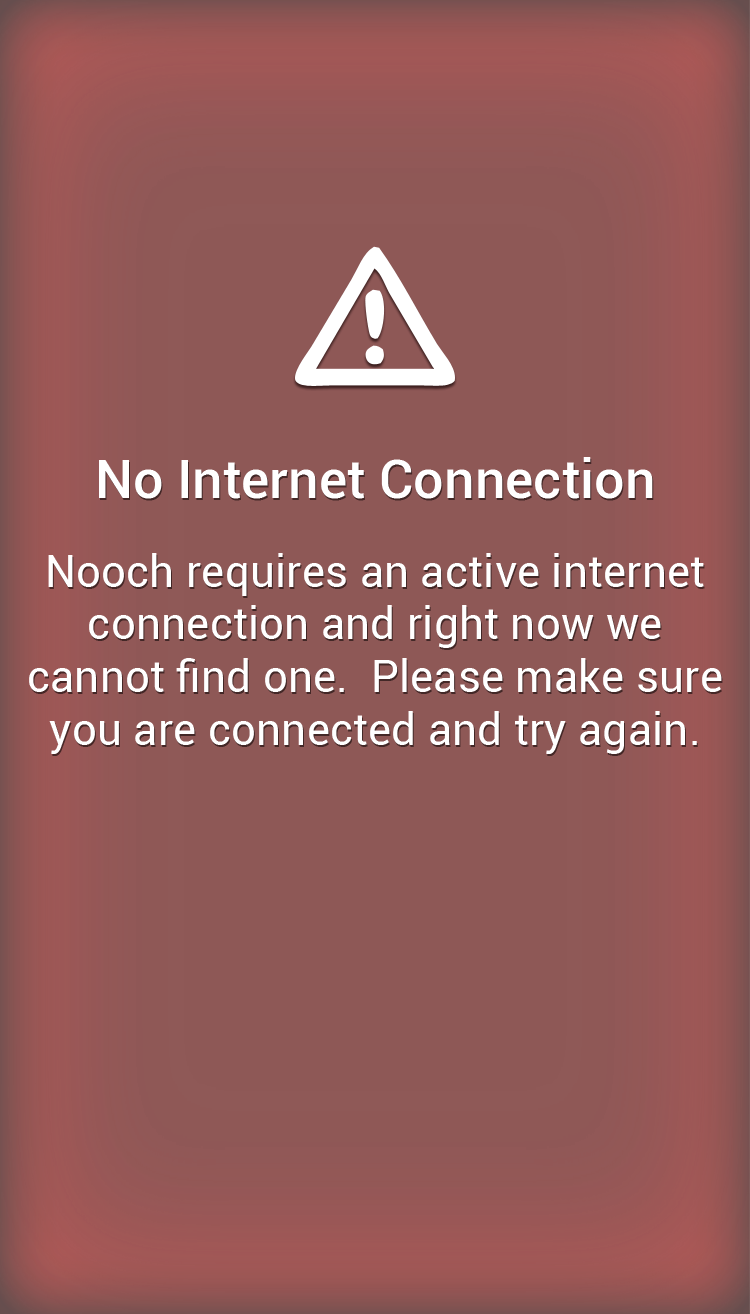 No Internet Connection
Nooch requires an active internet
connection and right now we
cannot find one.  Please make sure
you are connected and try again.